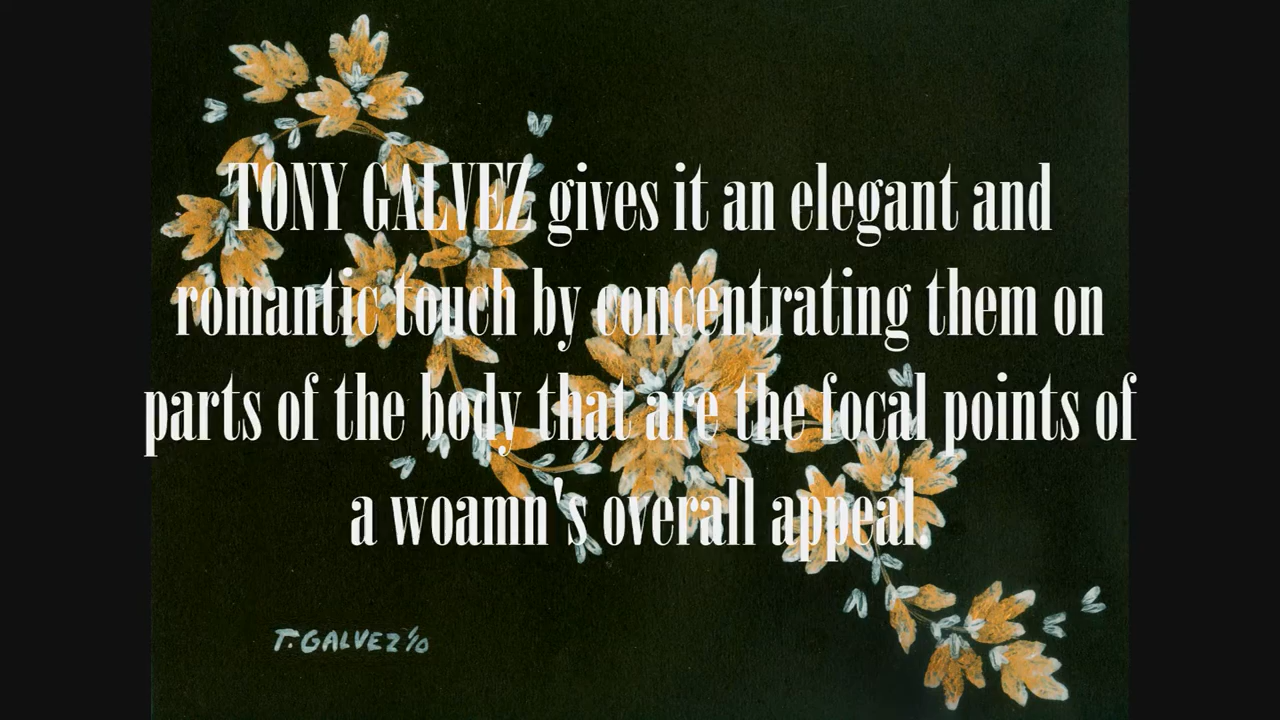 TONY GALVEZ gives it an elegant and
romantic touch by concentrating them on
parts of the body that are the focal points of
a woamn's overall appeal.
T. GALVEZ '10